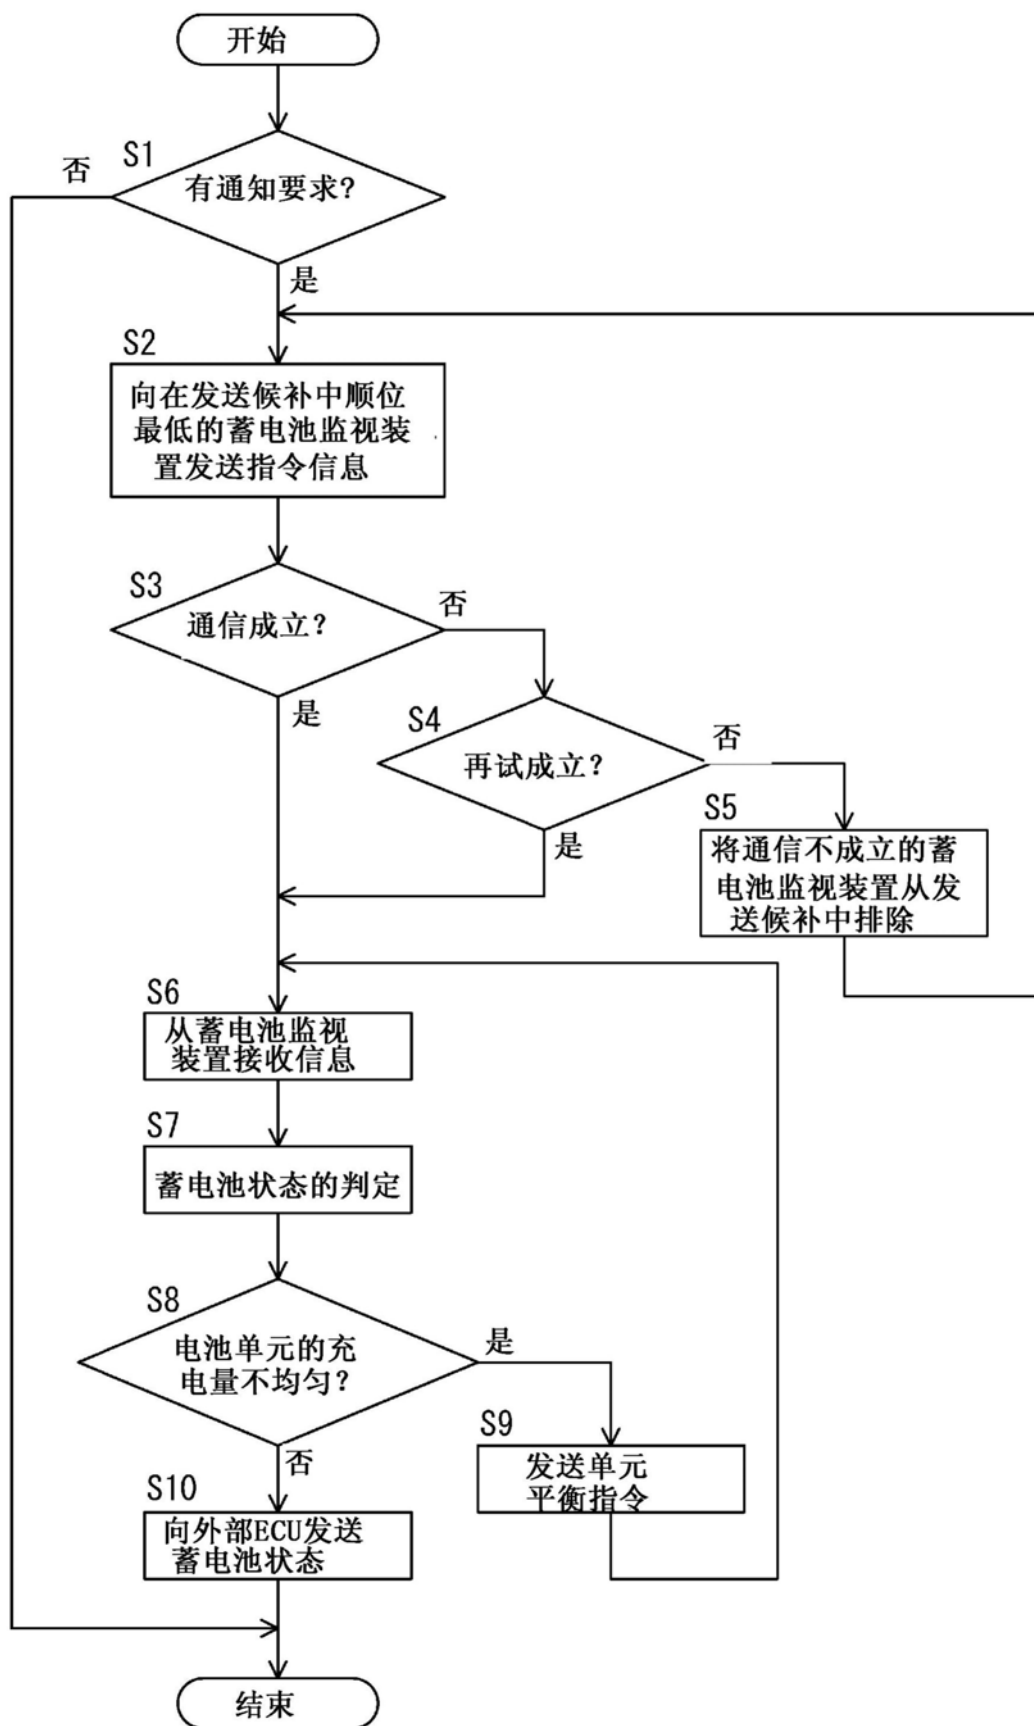 开始
S1
否
有通知要求?
是
S2
向在发送候补中顺位
最低的蓄电池监视装
置发送指令信息
S3
否
通信成立?
是
S4
否
再试成立?
是
S5
将通信不成立的蓄
电池监视装置从发
送候补中排除
S6
从蓄电池监视
装置接收信息
S7
蓄电池状态的判定
S8
是
电池单元的充
电量不均匀?
否
S9
发送单元
平衡指令
S10
向外部ECU发送
蓄电池状态
结束